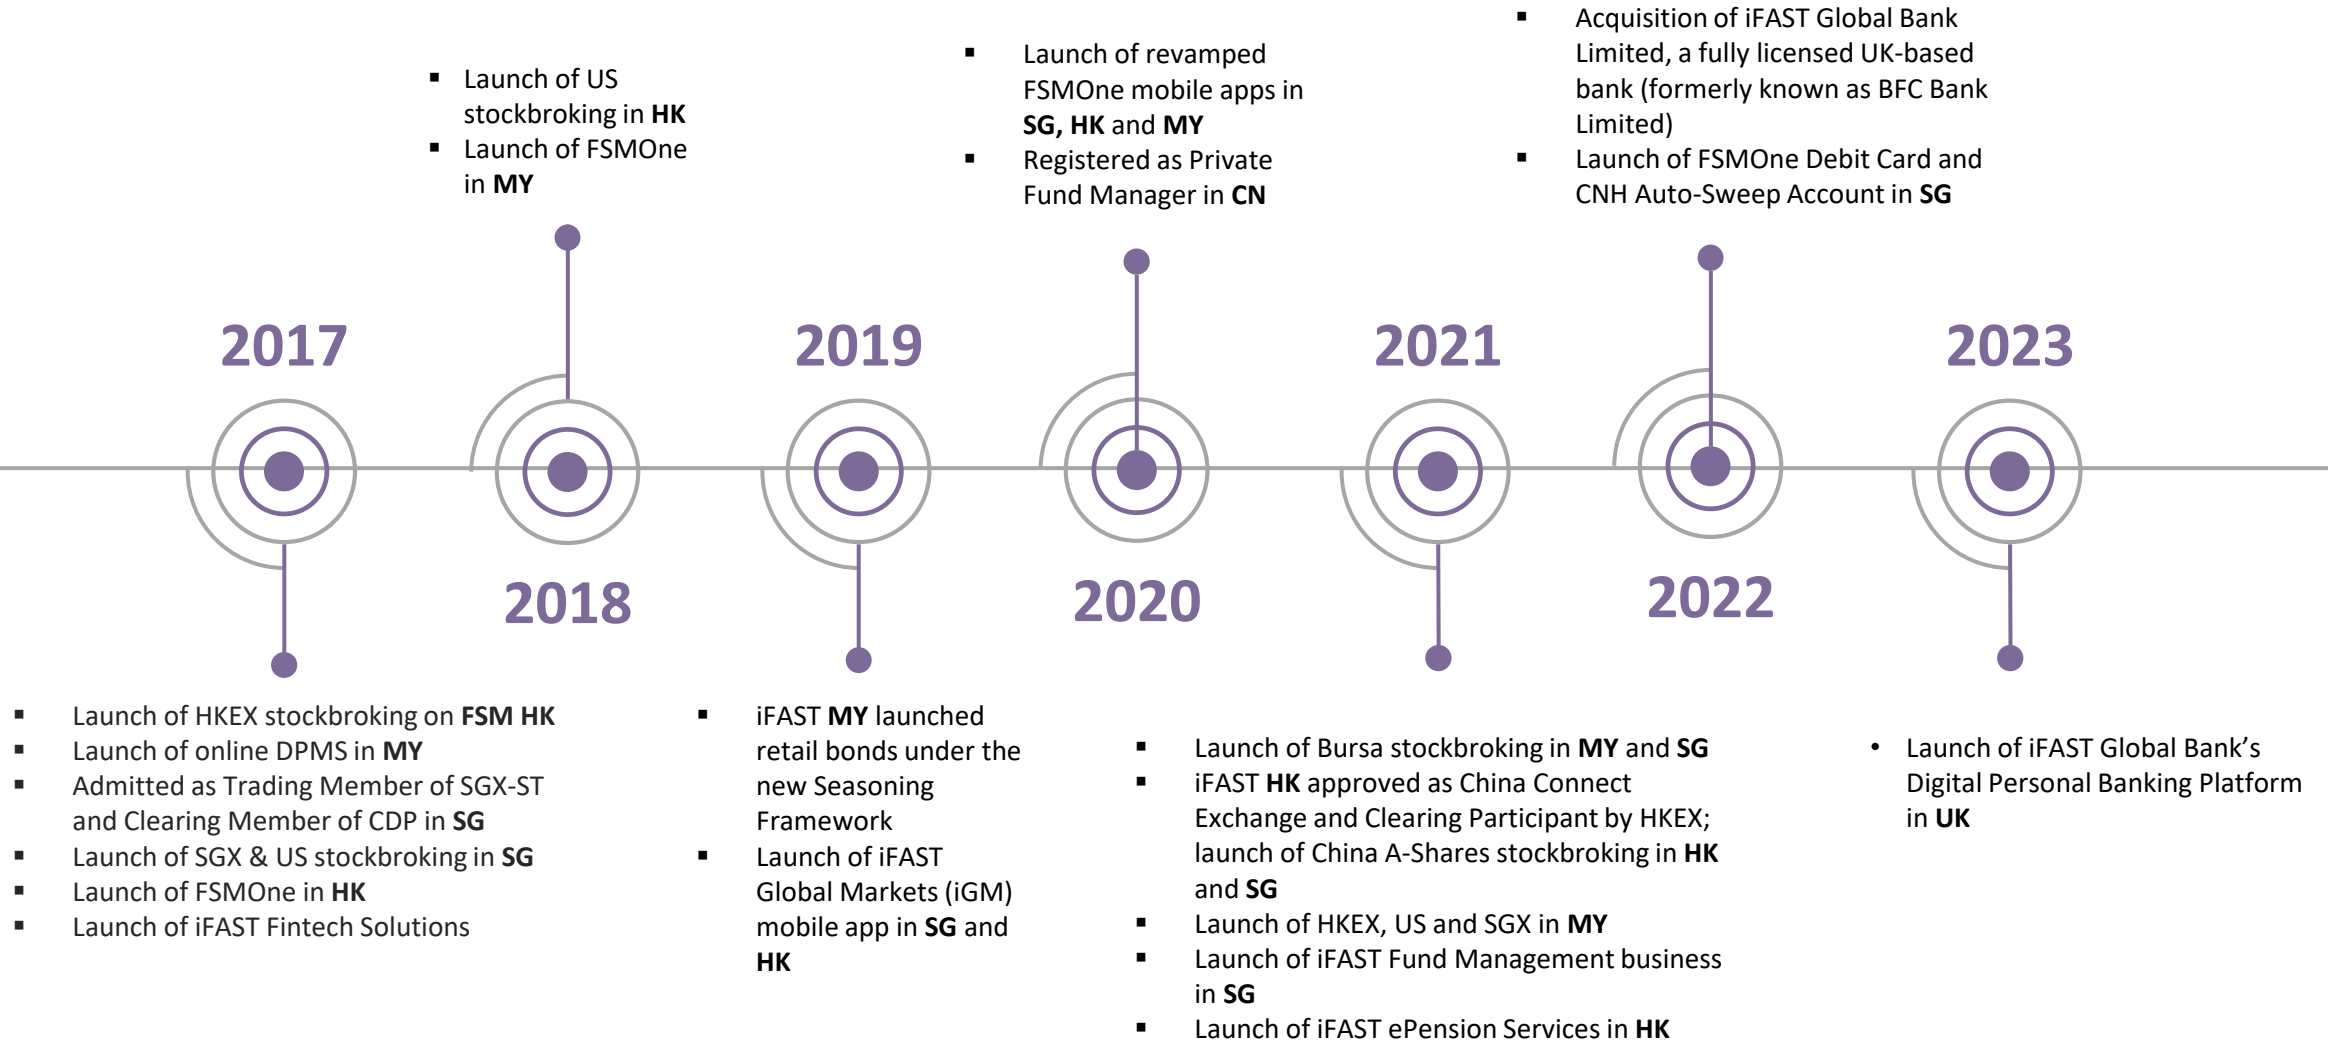 ▪ Launch of US
stockbroking in HK
▪ Launch of FSMOne
in MY
▪ Launch of revamped
FSMOne mobile apps in
SG, HK and MY
▪ Registered as Private
Fund Manager in CN
▪ Acquisition of iFAST Global Bank
Limited, a fully licensed UK-based
bank (formerly known as BFC Bank
Limited)
▪ Launch of FSMOne Debit Card and
CNH Auto-Sweep Account in SG
2017
2019
2021
2023
2018
2020
2022
▪ Launch of HKEX stockbroking on FSM HK
▪ Launch of online DPMS in MY
▪ Admitted as Trading Member of SGX-ST
and Clearing Member of CDP in SG
▪ Launch of SGX & US stockbroking in SG
▪ Launch of FSMOne in HK
▪ Launch of iFAST Fintech Solutions
▪ iFAST MY launched
retail bonds under the
new Seasoning
Framework
▪ Launch of iFAST
Global Markets (iGM)
mobile app in SG and
HK
▪ Launch of Bursa stockbroking in MY and SG
▪ iFAST HK approved as China Connect
Exchange and Clearing Participant by HKEX;
launch of China A-Shares stockbroking in HK
and SG
▪ Launch of HKEX, US and SGX in MY
▪ Launch of iFAST Fund Management business
in SG
▪ Launch of iFAST ePension Services in HK
• Launch of iFAST Global Bank’s
Digital Personal Banking Platform
in UK